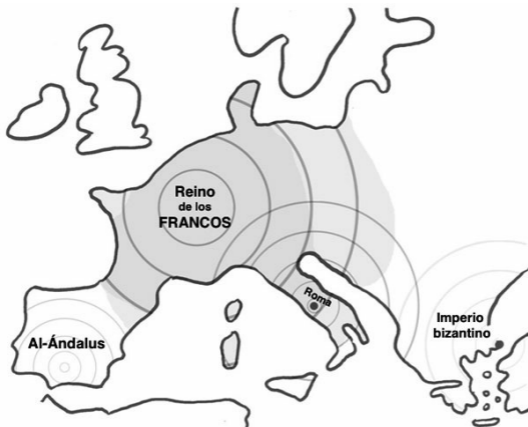 Reino
de los
FRANCOS
Roma
Imperio
bizantino
Al-Ándalus